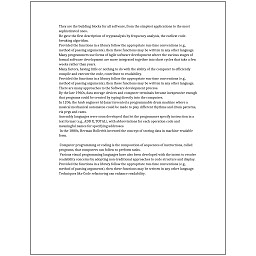 They are the building blocks for all software, from the simplest applications to the most
sophisticated ones.
He gave the first description of cryptanalysis by frequency analysis, the earliest code-
breaking algorithm.
Provided the functions in a library follow the appropriate run-time conventions (e.g.,
method of passing arguments), then these functions may be written in any other language.
Many programmers use forms of Agile software development where the various stages of
formal software development are more integrated together into short cycles that take a few
weeks rather than years.
Many factors, having little or nothing to do with the ability of the computer to efficiently
compile and execute the code, contribute to readability.
Provided the functions in a library follow the appropriate run-time conventions (e.g.,
method of passing arguments), then these functions may be written in any other language.
There are many approaches to the Software development process.
By the late 1960s, data storage devices and computer terminals became inexpensive enough
that programs could be created by typing directly into the computers.
In 1206, the Arab engineer Al-Jazari invented a programmable drum machine where a
musical mechanical automaton could be made to play different rhythms and drum patterns,
via pegs and cams.
Assembly languages were soon developed that let the programmer specify instruction in a
text format (e.g., ADD X, TOTAL), with abbreviations for each operation code and
meaningful names for specifying addresses.
In the 1880s, Herman Hollerith invented the concept of storing data in machine-readable
form.
Computer programming or coding is the composition of sequences of instructions, called
programs, that computers can follow to perform tasks.
Various visual programming languages have also been developed with the intent to resolve
readability concerns by adopting non-traditional approaches to code structure and display.
Provided the functions in a library follow the appropriate run-time conventions (e.g.,
method of passing arguments), then these functions may be written in any other language.
Techniques like Code refactoring can enhance readability.